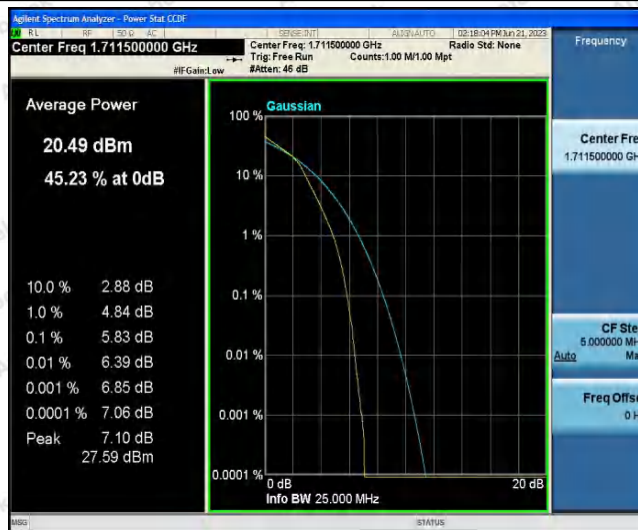 Agilent Spectrum Analyzer - Power Stat CCDF
RL RF 50 Ω AC SENSE:INT ALIGN AUTO 02:18:04 PM Jun 21, 2023
Center Freq 1.711500000 GHz
Center Freq: 1.711500000 GHz Radio Std: None
Trig: Free Run Counts:1.00 M/1.00 Mpt
#IFGain:Low #Atten: 46 dB
Frequency
Average Power
20.49 dBm
45.23 % at 0dB
10.0 % 2.88 dB
1.0 % 4.84 dB
0.1 % 5.83 dB
0.01 % 6.39 dB
0.001 % 6.85 dB
0.0001 % 7.06 dB
Peak 7.10 dB
27.59 dBm
Gaussian
100 %
10 %
1 %
0.1 %
0.01 %
0.001 %
0.0001 %
0 dB 20 dB
Info BW 25.000 MHz
Center Fre
1.711500000 GH
CF Ste
5.000000 MH
Auto Ma
Freq Offs
0 H
MSG STATUS